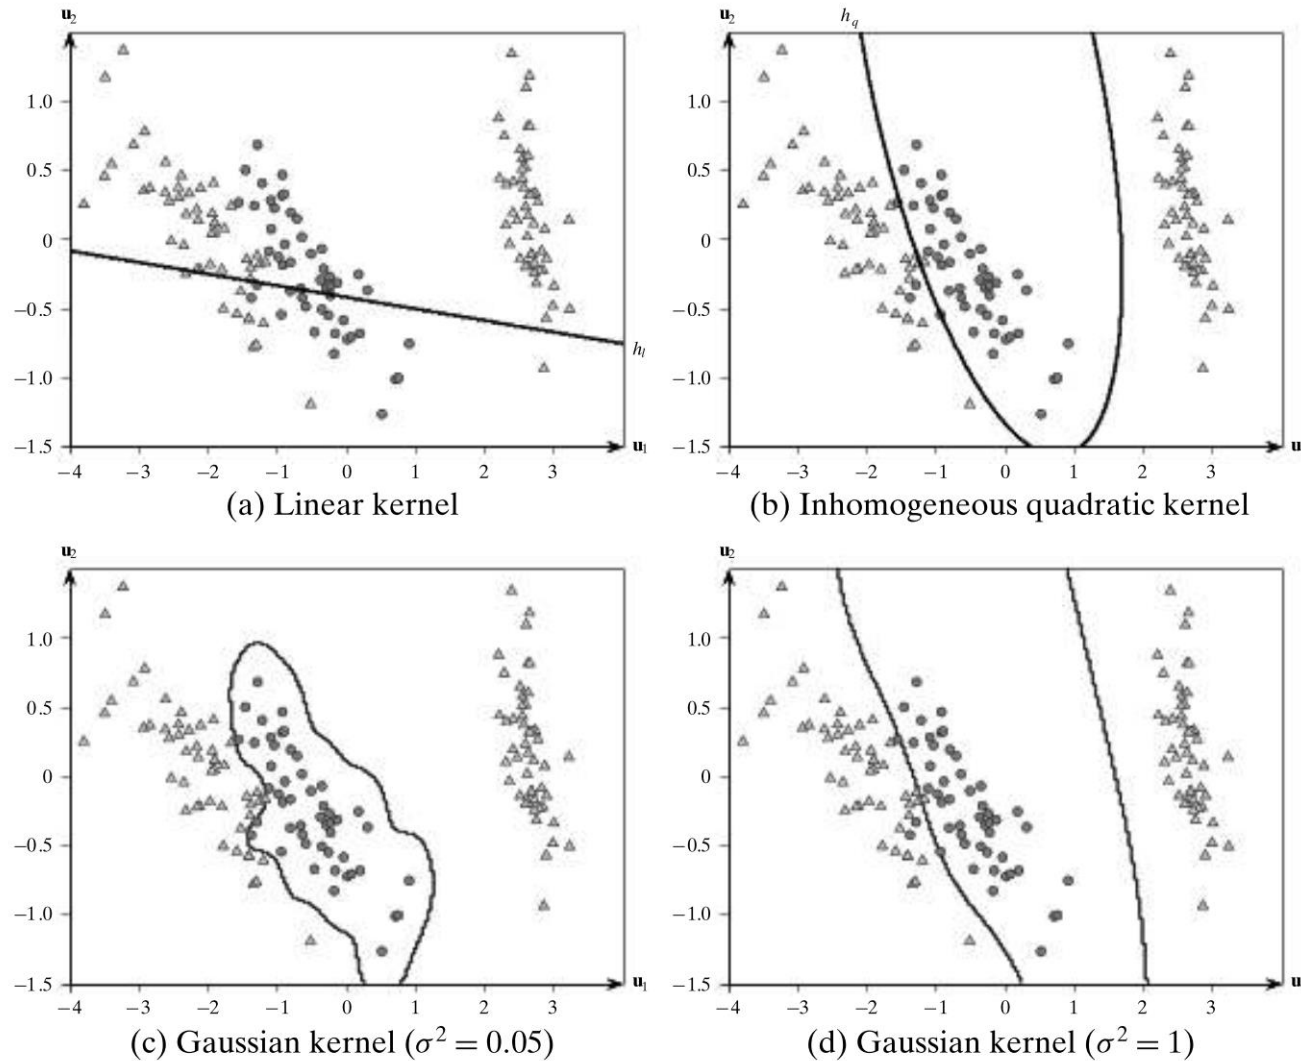 u₂
1.0
0.5
0
−0.5
−1.0
−1.5
−4 −3 −2 −1 0 1 2 3
u₁
hₗ
(a) Linear kernel
u₂
h_q
1.0
0.5
0
−0.5
−1.0
−1.5
−4 −3 −2 −1 0 1 2 3
u
(b) Inhomogeneous quadratic kernel
u₂
1.0
0.5
0
−0.5
−1.0
−1.5
−4 −3 −2 −1 0 1 2 3
u₁
(c) Gaussian kernel (σ² = 0.05)
u₂
1.0
0.5
0
−0.5
−1.0
−1.5
−4 −3 −2 −1 0 1 2 3
u
(d) Gaussian kernel (σ² = 1)